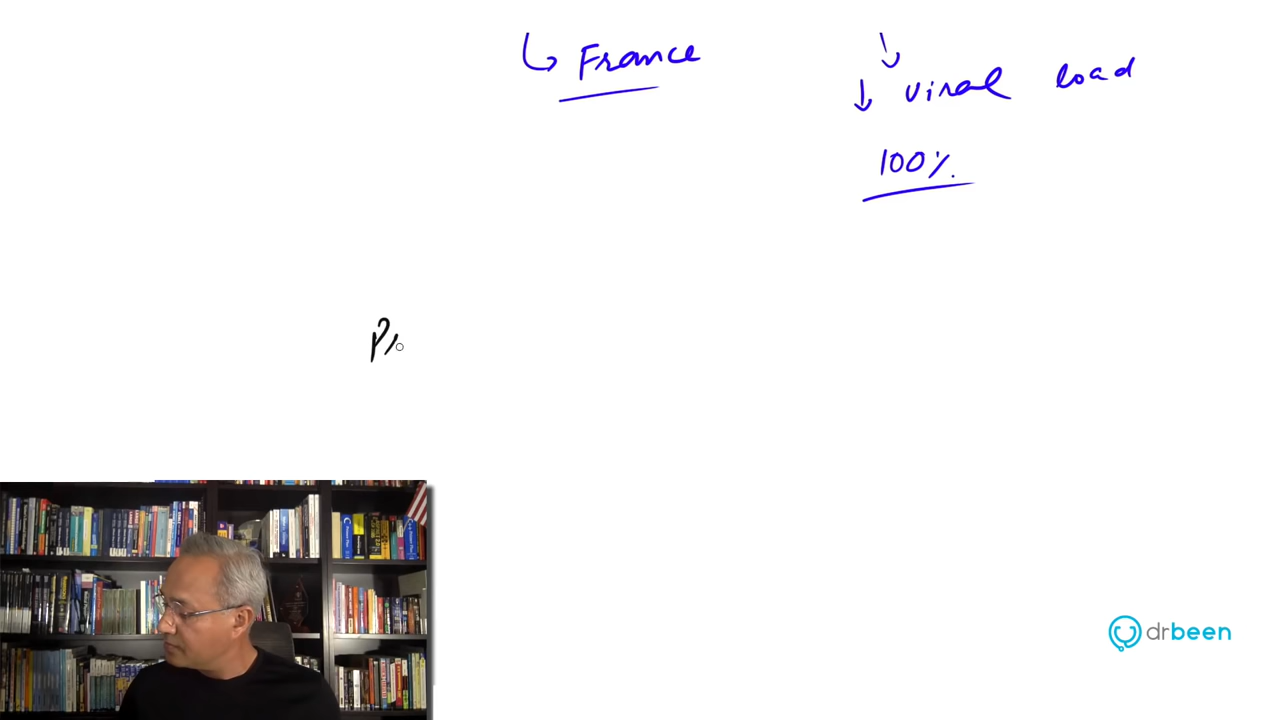 ↳ France
↓
↓ viral load
100%
drbeen